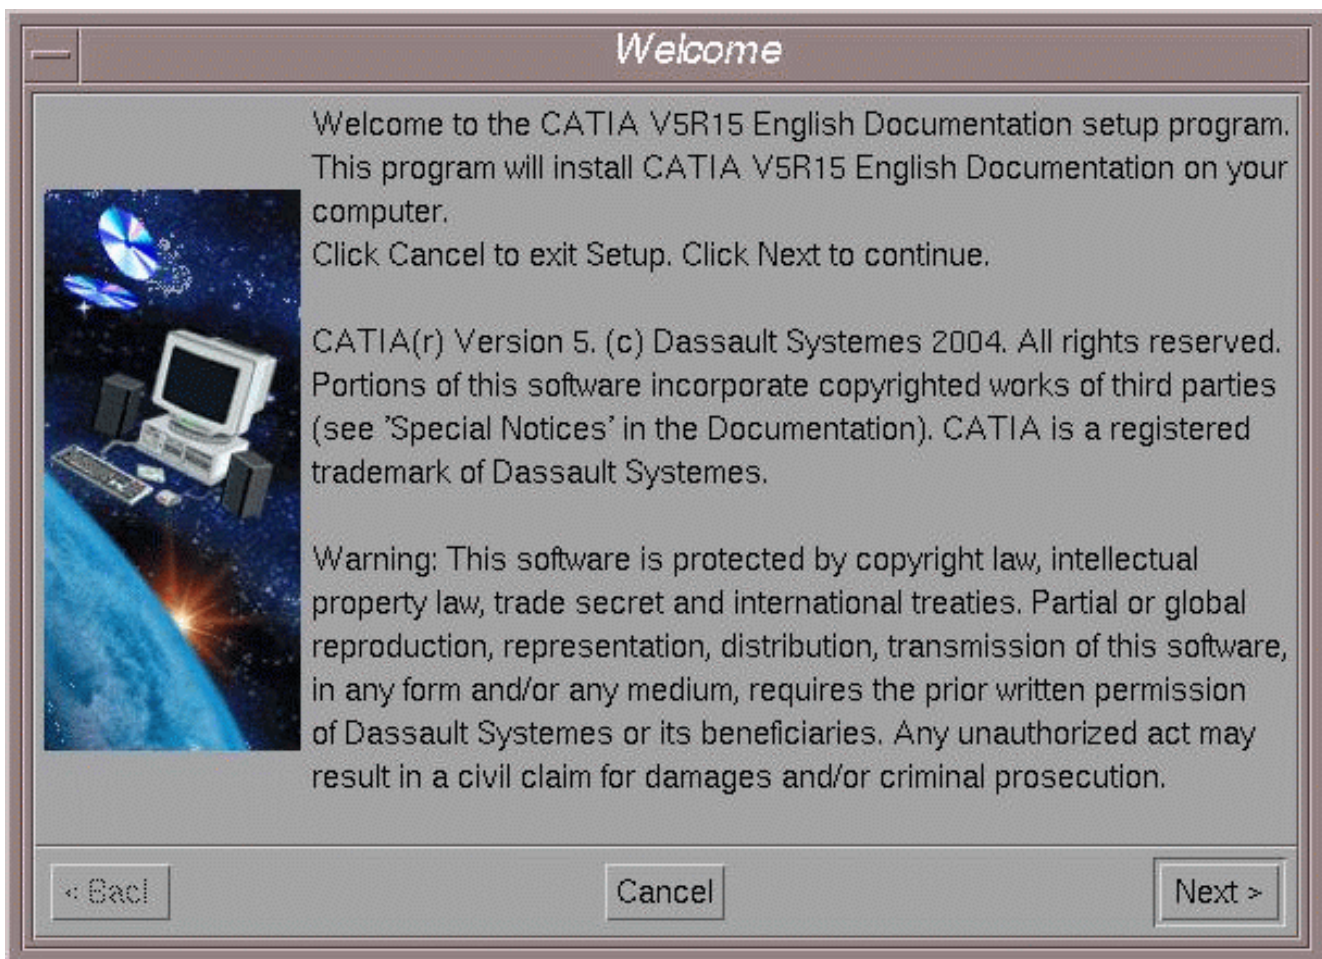 Welcome
Welcome to the CATIA V5R15 English Documentation setup program.
This program will install CATIA V5R15 English Documentation on your
computer.
Click Cancel to exit Setup. Click Next to continue.
CATIA(r) Version 5. (c) Dassault Systemes 2004. All rights reserved.
Portions of this software incorporate copyrighted works of third parties
(see 'Special Notices' in the Documentation). CATIA is a registered
trademark of Dassault Systemes.
Warning: This software is protected by copyright law, intellectual
property law, trade secret and international treaties. Partial or global
reproduction, representation, distribution, transmission of this software,
in any form and/or any medium, requires the prior written permission
of Dassault Systemes or its beneficiaries. Any unauthorized act may
result in a civil claim for damages and/or criminal prosecution.
< Bacl
Cancel
Next >